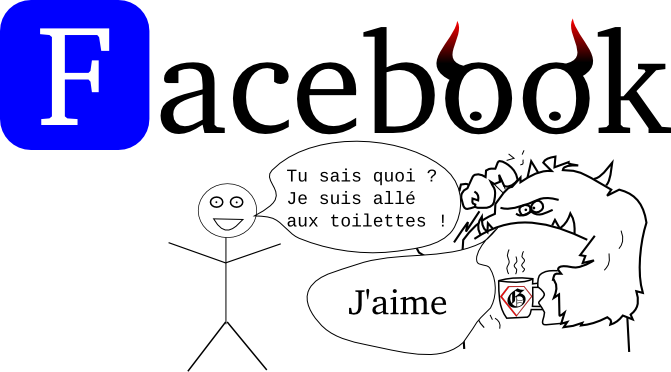 Facebook
Tu sais quoi ?
Je suis allé
aux toilettes !
J'aime
G